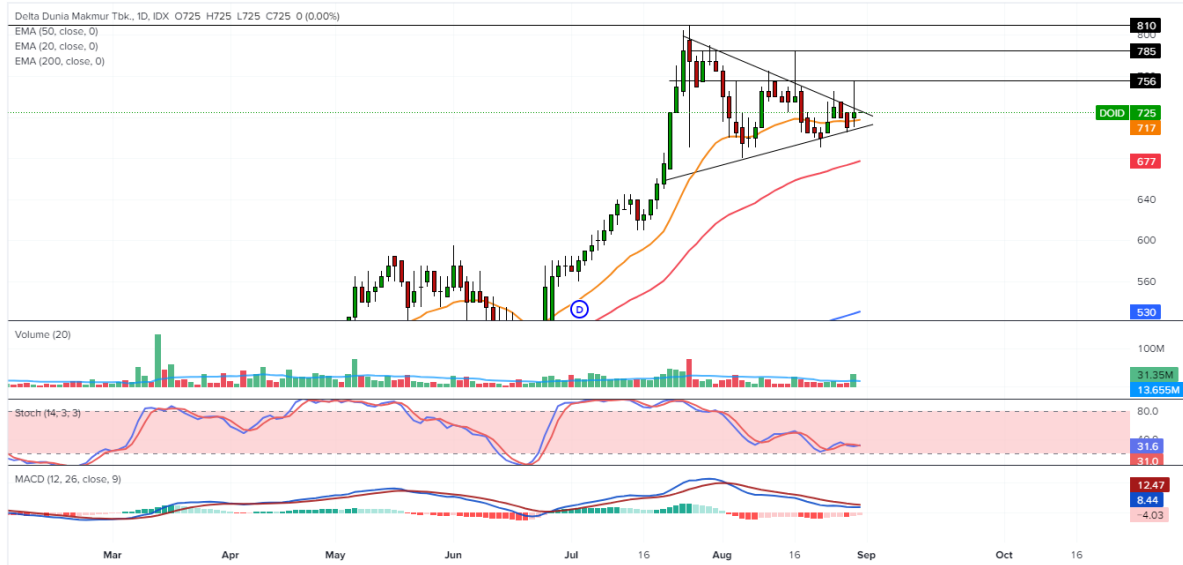 Delta Dunia Makmur Tbk., 1D, IDX O725 H725 L725 C725 0 (0.00%)
EMA (50, close, 0)
EMA (20, close, 0)
EMA (200, close, 0)
810
800
785
756
DOID 725
717
677
640
600
560
530
D
Volume (20)
100M
31.35M
13.655M
Stoch (14, 3, 3)
80.0
31.6
31.0
MACD (12, 26, close, 9)
12.47
8.44
−4.03
Mar Apr May Jun Jul 16 Aug 16 Sep Oct 16